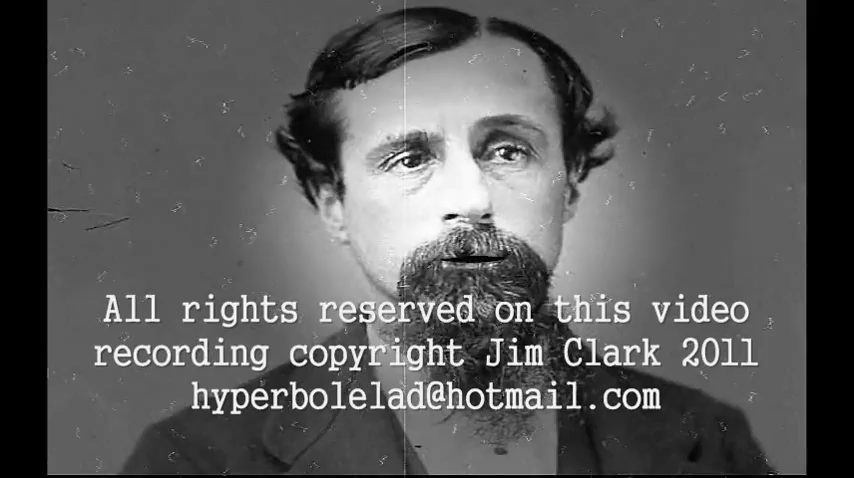 All rights reserved on this video
recording copyright Jim Clark 2011
hyperbolelad@hotmail.com